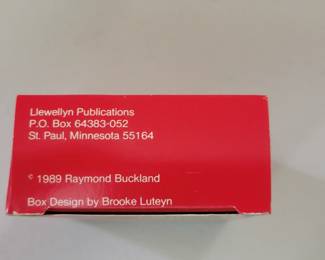 Llewellyn Publications
P.O. Box 64383-052
St. Paul, Minnesota 55164
© 1989 Raymond Buckland
Box Design by Brooke Luteyn